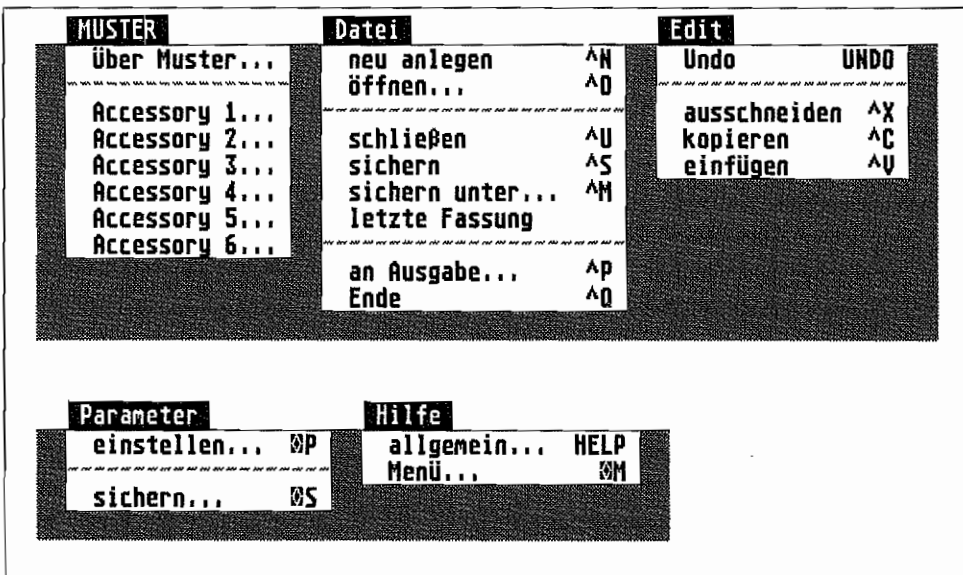 MUSTER
Über Muster...
Accessory 1...
Accessory 2...
Accessory 3...
Accessory 4...
Accessory 5...
Accessory 6...
Datei
neu anlegen ^N
öffnen... ^O
schließen ^U
sichern ^S
sichern unter... ^M
letzte Fassung
an Ausgabe... ^P
Ende ^Q
Edit
Undo UNDO
ausschneiden ^X
kopieren ^C
einfügen ^V
Parameter
einstellen... ◊P
sichern... ◊S
Hilfe
allgemein... HELP
Menü... ◊M